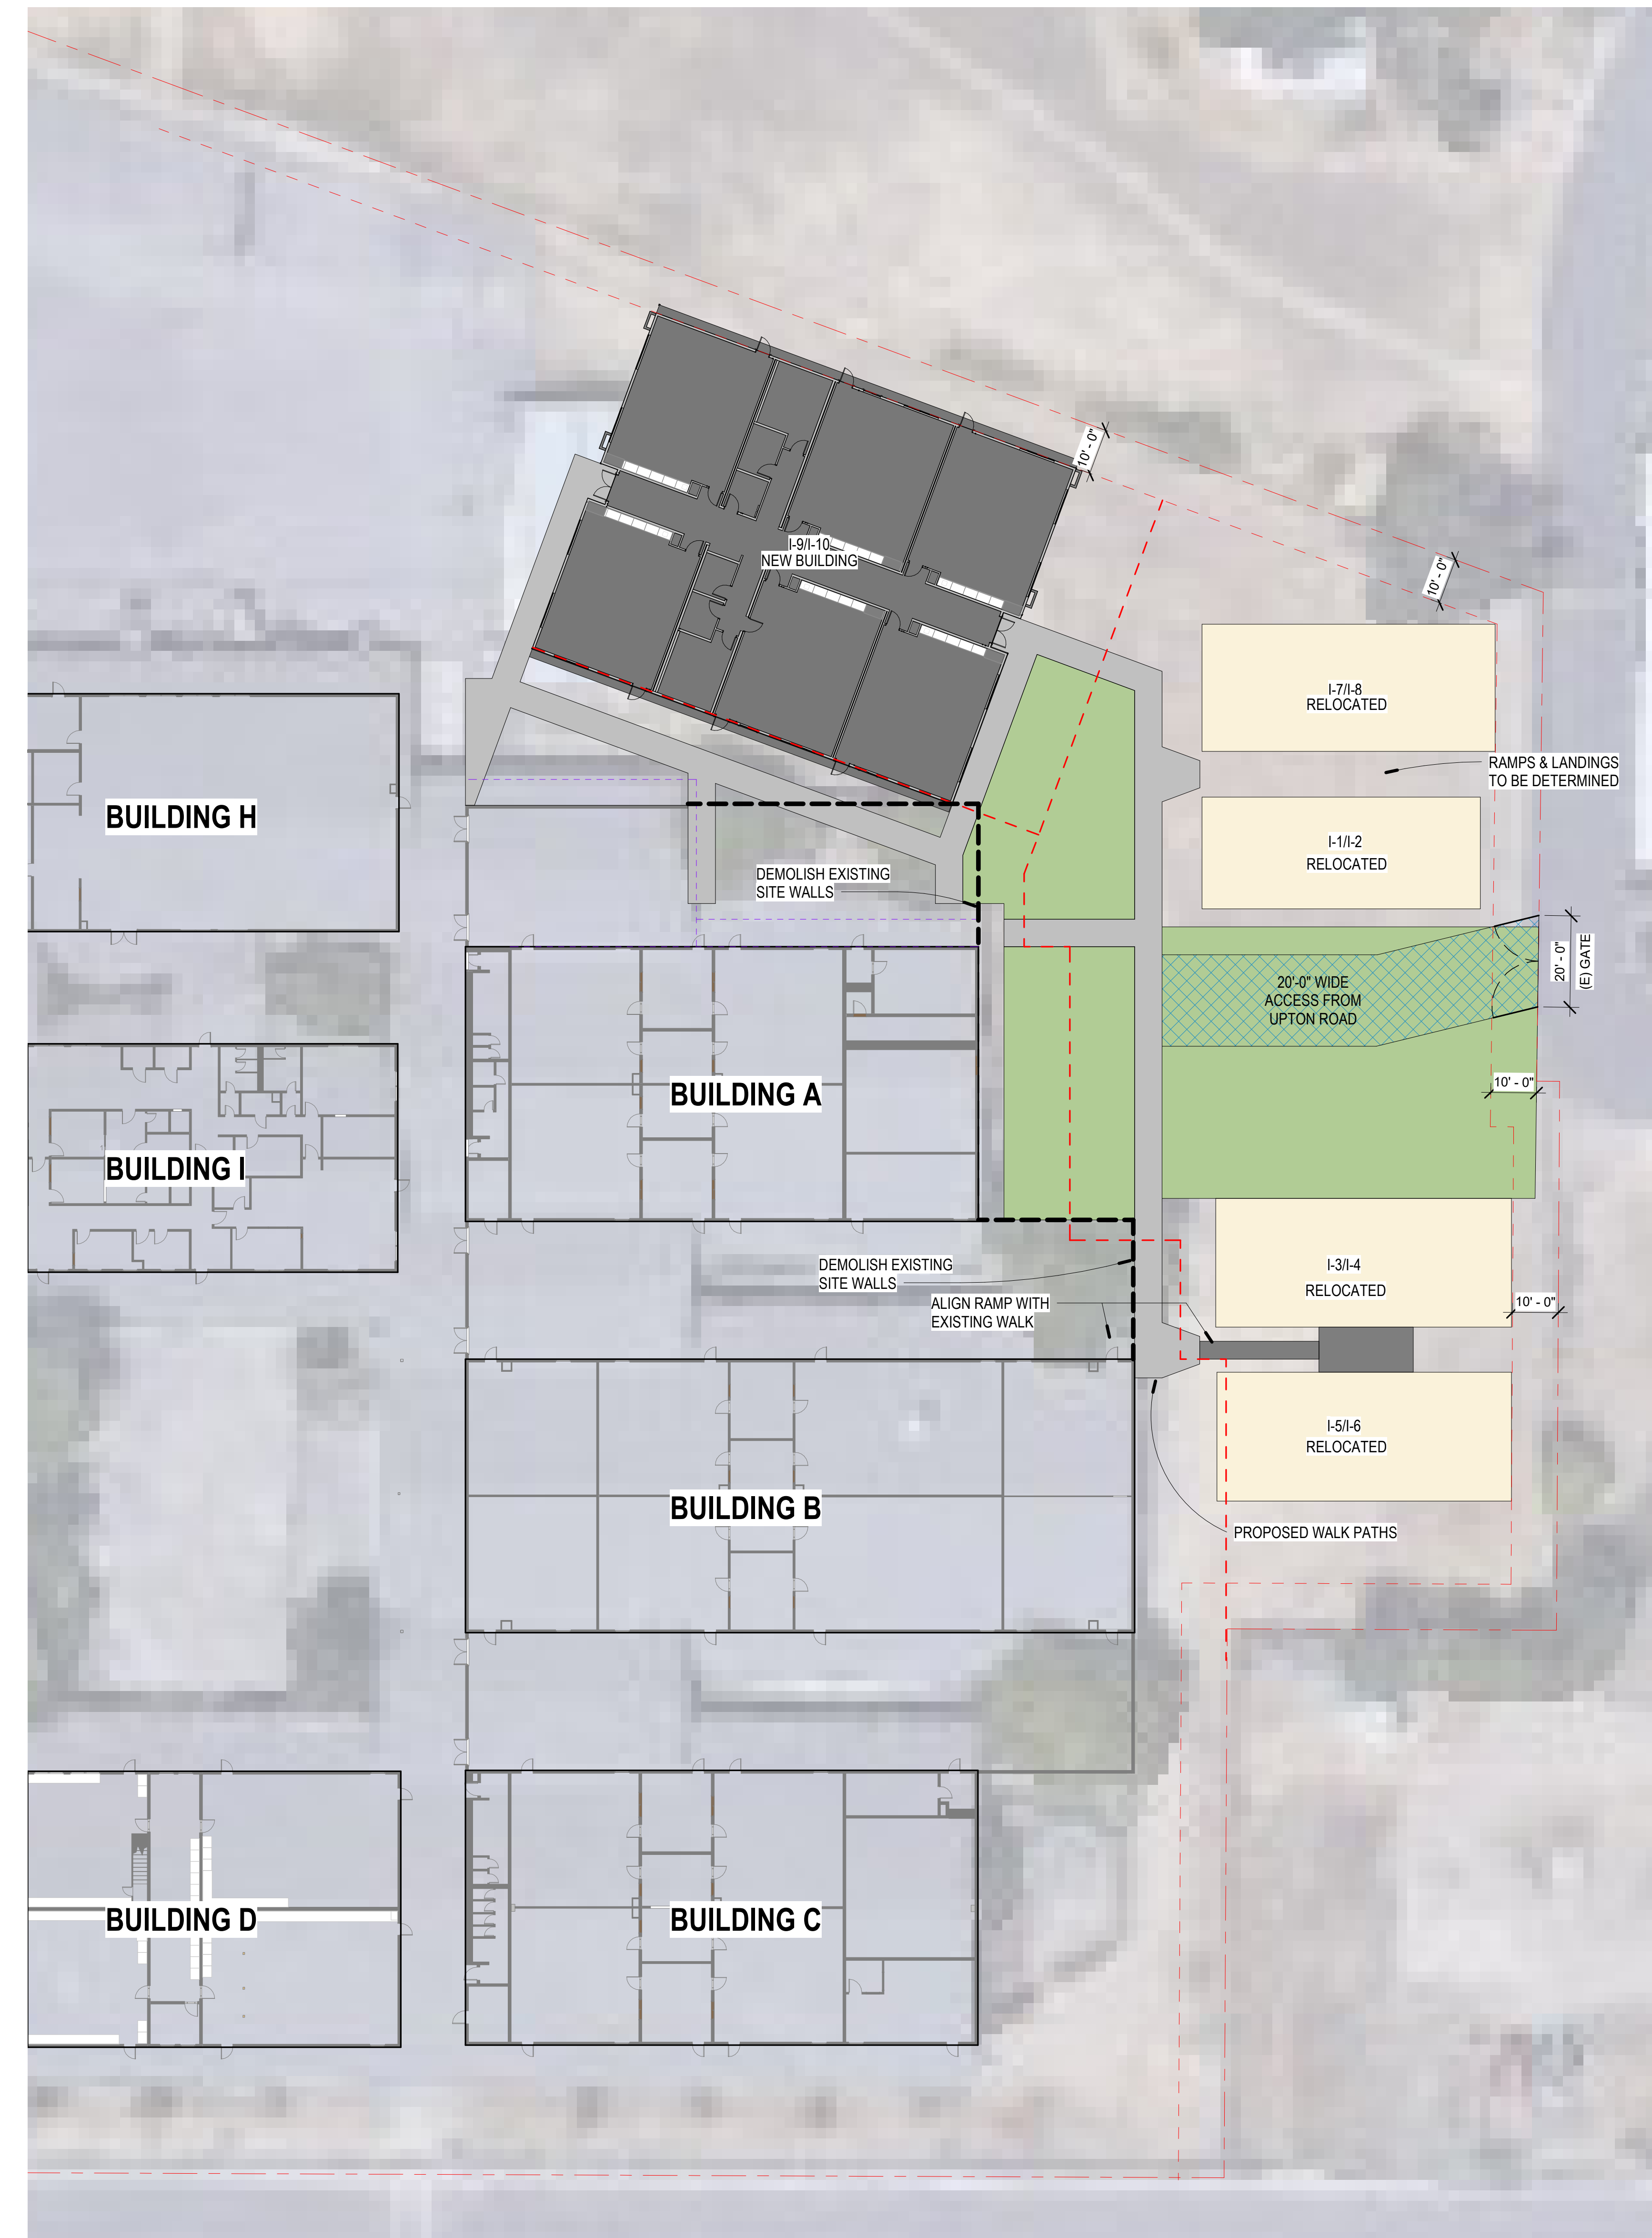 10' - 0"
I-9/I-10
NEW BUILDING
10' - 0"
I-7/I-8
RELOCATED
RAMPS & LANDINGS
TO BE DETERMINED
BUILDING H
I-1/I-2
RELOCATED
DEMOLISH EXISTING
SITE WALLS
20' - 0"
(E) GATE
20'-0" WIDE
ACCESS FROM
UPTON ROAD
10' - 0"
BUILDING A
BUILDING I
DEMOLISH EXISTING
SITE WALLS
I-3/I-4
RELOCATED
ALIGN RAMP WITH
EXISTING WALK
10' - 0"
I-5/I-6
RELOCATED
BUILDING B
PROPOSED WALK PATHS
BUILDING D
BUILDING C